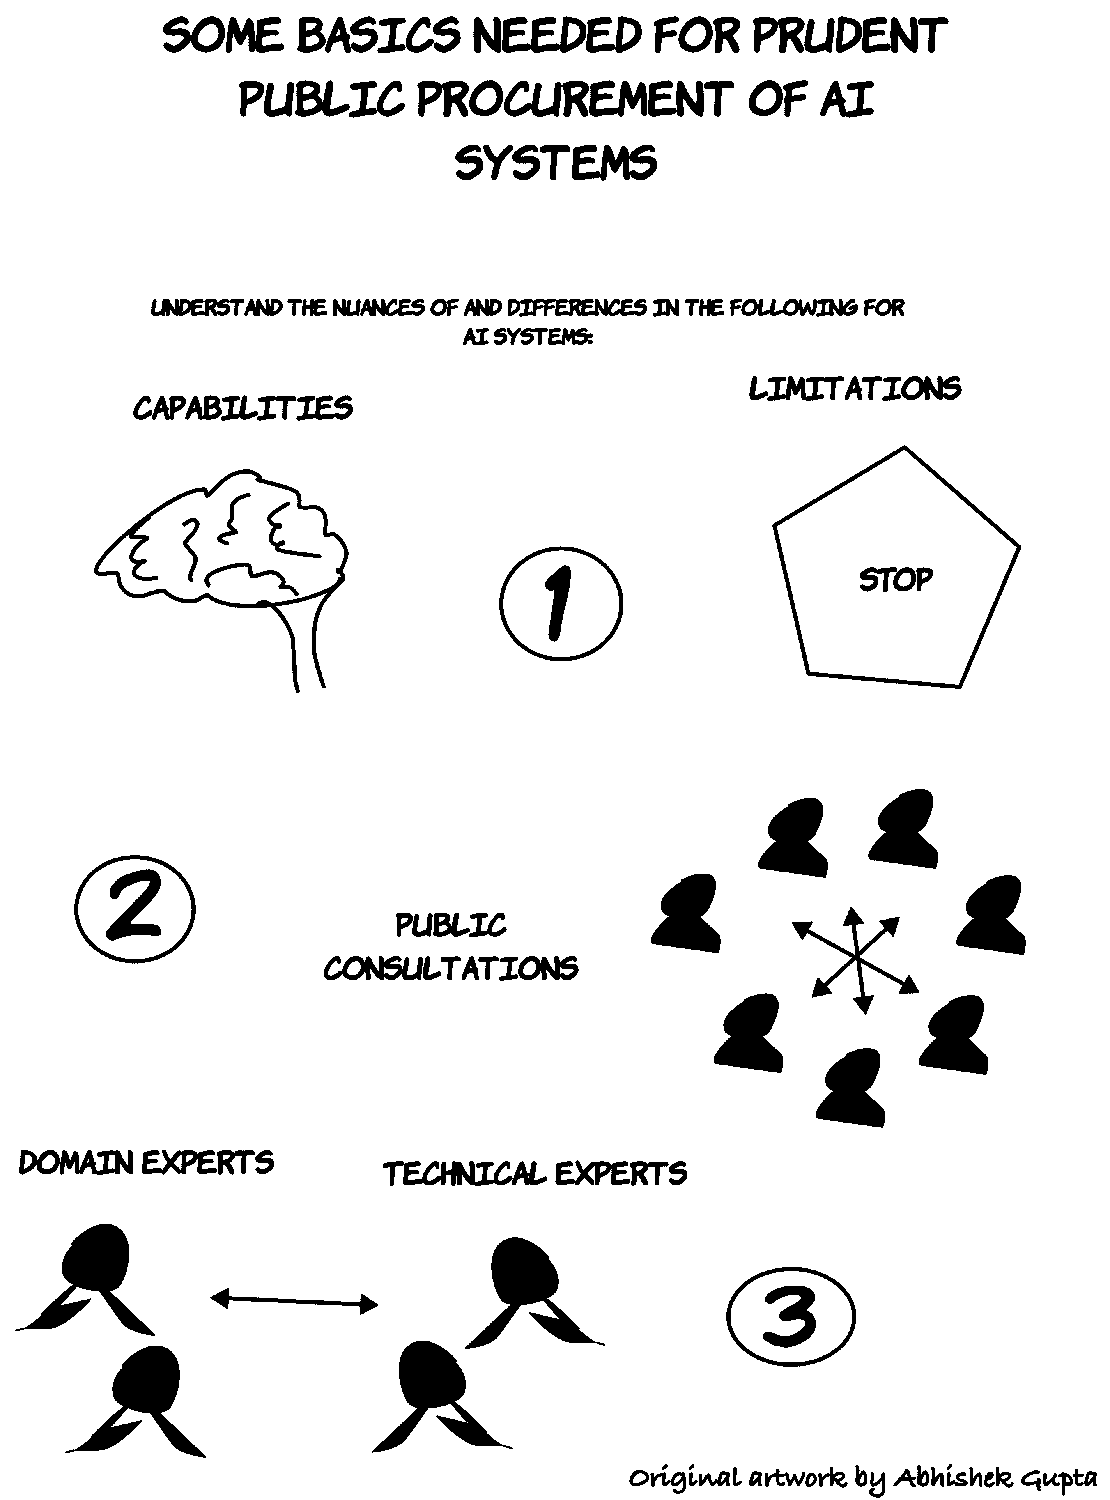 SOME BASICS NEEDED FOR PRUDENT
PUBLIC PROCUREMENT OF AI
SYSTEMS
UNDERSTAND THE NUANCES OF AND DIFFERENCES IN THE FOLLOWING FOR
AI SYSTEMS:
CAPABILITIES
LIMITATIONS
1
STOP
2
PUBLIC
CONSULTATIONS
DOMAIN EXPERTS
TECHNICAL EXPERTS
3
Original artwork by Abhishek Gupta